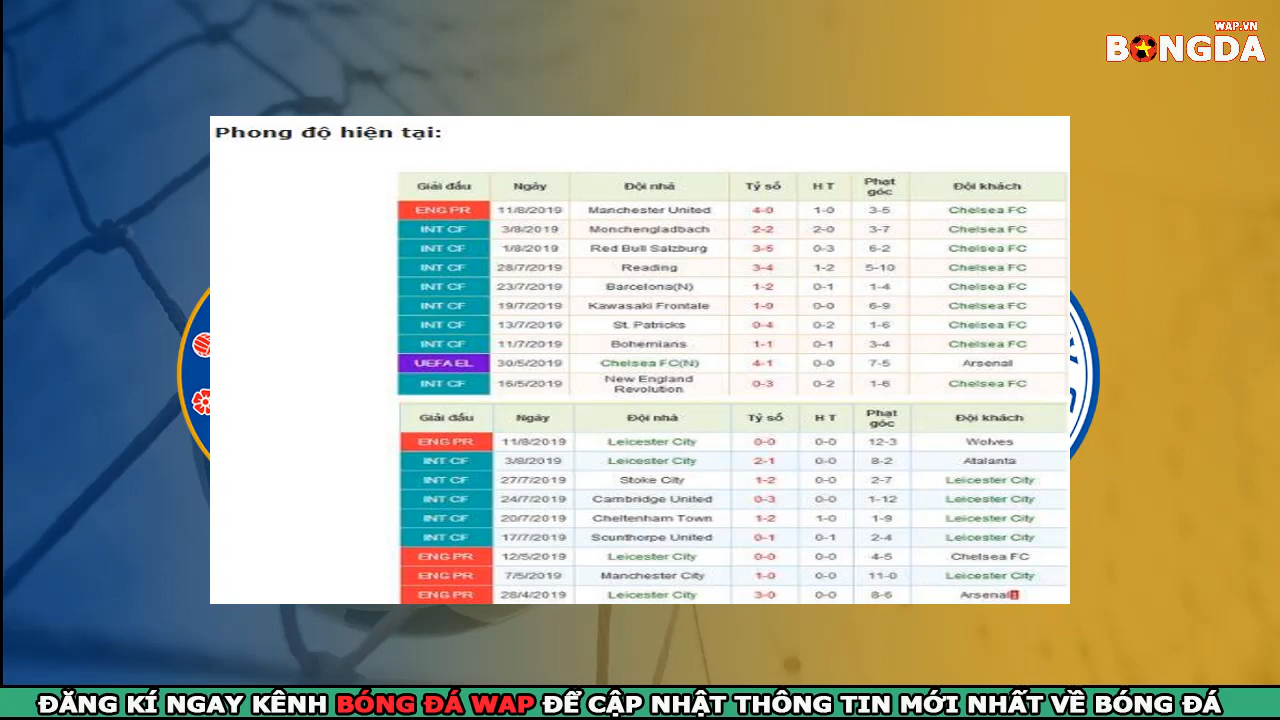 WAP.VN
BONGDA
Phong độ hiện tại:
Giải đấu Ngày Đội nhà Tỷ số H T Phạt góc Đội khách
ENG PR 11/8/2019 Manchester United 4-0 1-0 3-5 Chelsea FC
INT CF 3/8/2019 Monchengladbach 2-2 2-0 3-7 Chelsea FC
INT CF 1/8/2019 Red Bull Salzburg 3-5 0-3 6-2 Chelsea FC
INT CF 28/7/2019 Reading 3-4 1-2 5-10 Chelsea FC
INT CF 23/7/2019 Barcelona(N) 1-2 0-1 1-4 Chelsea FC
INT CF 19/7/2019 Kawasaki Frontale 1-0 0-0 6-9 Chelsea FC
INT CF 13/7/2019 St. Patricks 0-4 0-2 1-6 Chelsea FC
INT CF 11/7/2019 Bohemians 1-1 0-1 3-4 Chelsea FC
UEFA EL 30/5/2019 Chelsea FC(N) 4-1 0-0 7-5 Arsenal
INT CF 16/5/2019 New England Revolution 0-3 0-2 1-6 Chelsea FC
Giải đấu Ngày Đội nhà Tỷ số H T Phạt góc Đội khách
ENG PR 11/8/2019 Leicester City 0-0 0-0 12-3 Wolves
INT CF 3/8/2019 Leicester City 2-1 0-0 8-2 Atalanta
INT CF 27/7/2019 Stoke City 1-2 0-0 2-7 Leicester City
INT CF 24/7/2019 Cambridge United 0-3 0-0 1-12 Leicester City
INT CF 20/7/2019 Cheltenham Town 1-2 1-0 1-9 Leicester City
INT CF 17/7/2019 Scunthorpe United 0-1 0-1 2-4 Leicester City
ENG PR 12/5/2019 Leicester City 0-0 0-0 4-5 Chelsea FC
ENG PR 7/5/2019 Manchester City 1-0 0-0 11-0 Leicester City
ENG PR 28/4/2019 Leicester City 3-0 0-0 8-6 Arsenal 1
ĐĂNG KÍ NGAY KÊNH BÓNG ĐÁ WAP ĐỂ CẬP NHẬT THÔNG TIN MỚI NHẤT VỀ BÓNG ĐÁ